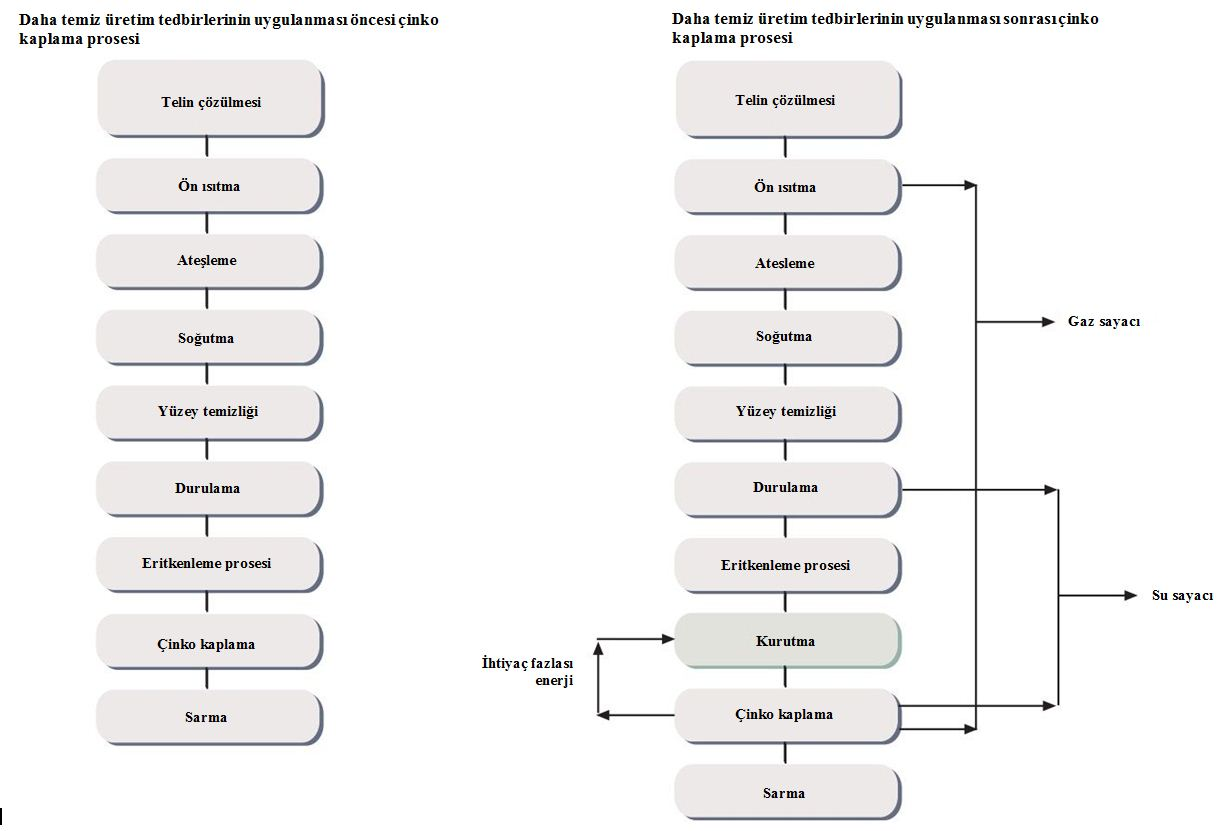 Daha temiz üretim tedbirlerinin uygulanması öncesi çinko
kaplama prosesi
Telin çözülmesi
Ön ısıtma
Ateşleme
Soğutma
Yüzey temizliği
Durulama
Eritkenleme prosesi
Çinko kaplama
Sarma
Daha temiz üretim tedbirlerinin uygulanması sonrası çinko
kaplama prosesi
Telin çözülmesi
Ön ısıtma
Atesleme
Soğutma
Yüzey temizliği
Durulama
Eritkenleme prosesi
Kurutma
Çinko kaplama
Sarma
İhtiyaç fazlası
enerji
Gaz sayacı
Su sayacı